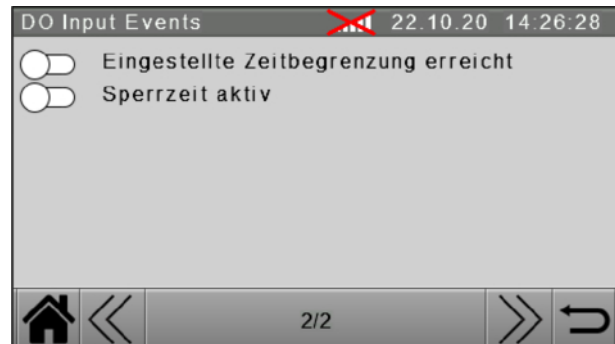 DO Input Events 22.10.20 14:26:28
Eingestellte Zeitbegrenzung erreicht
Sperrzeit aktiv
2/2